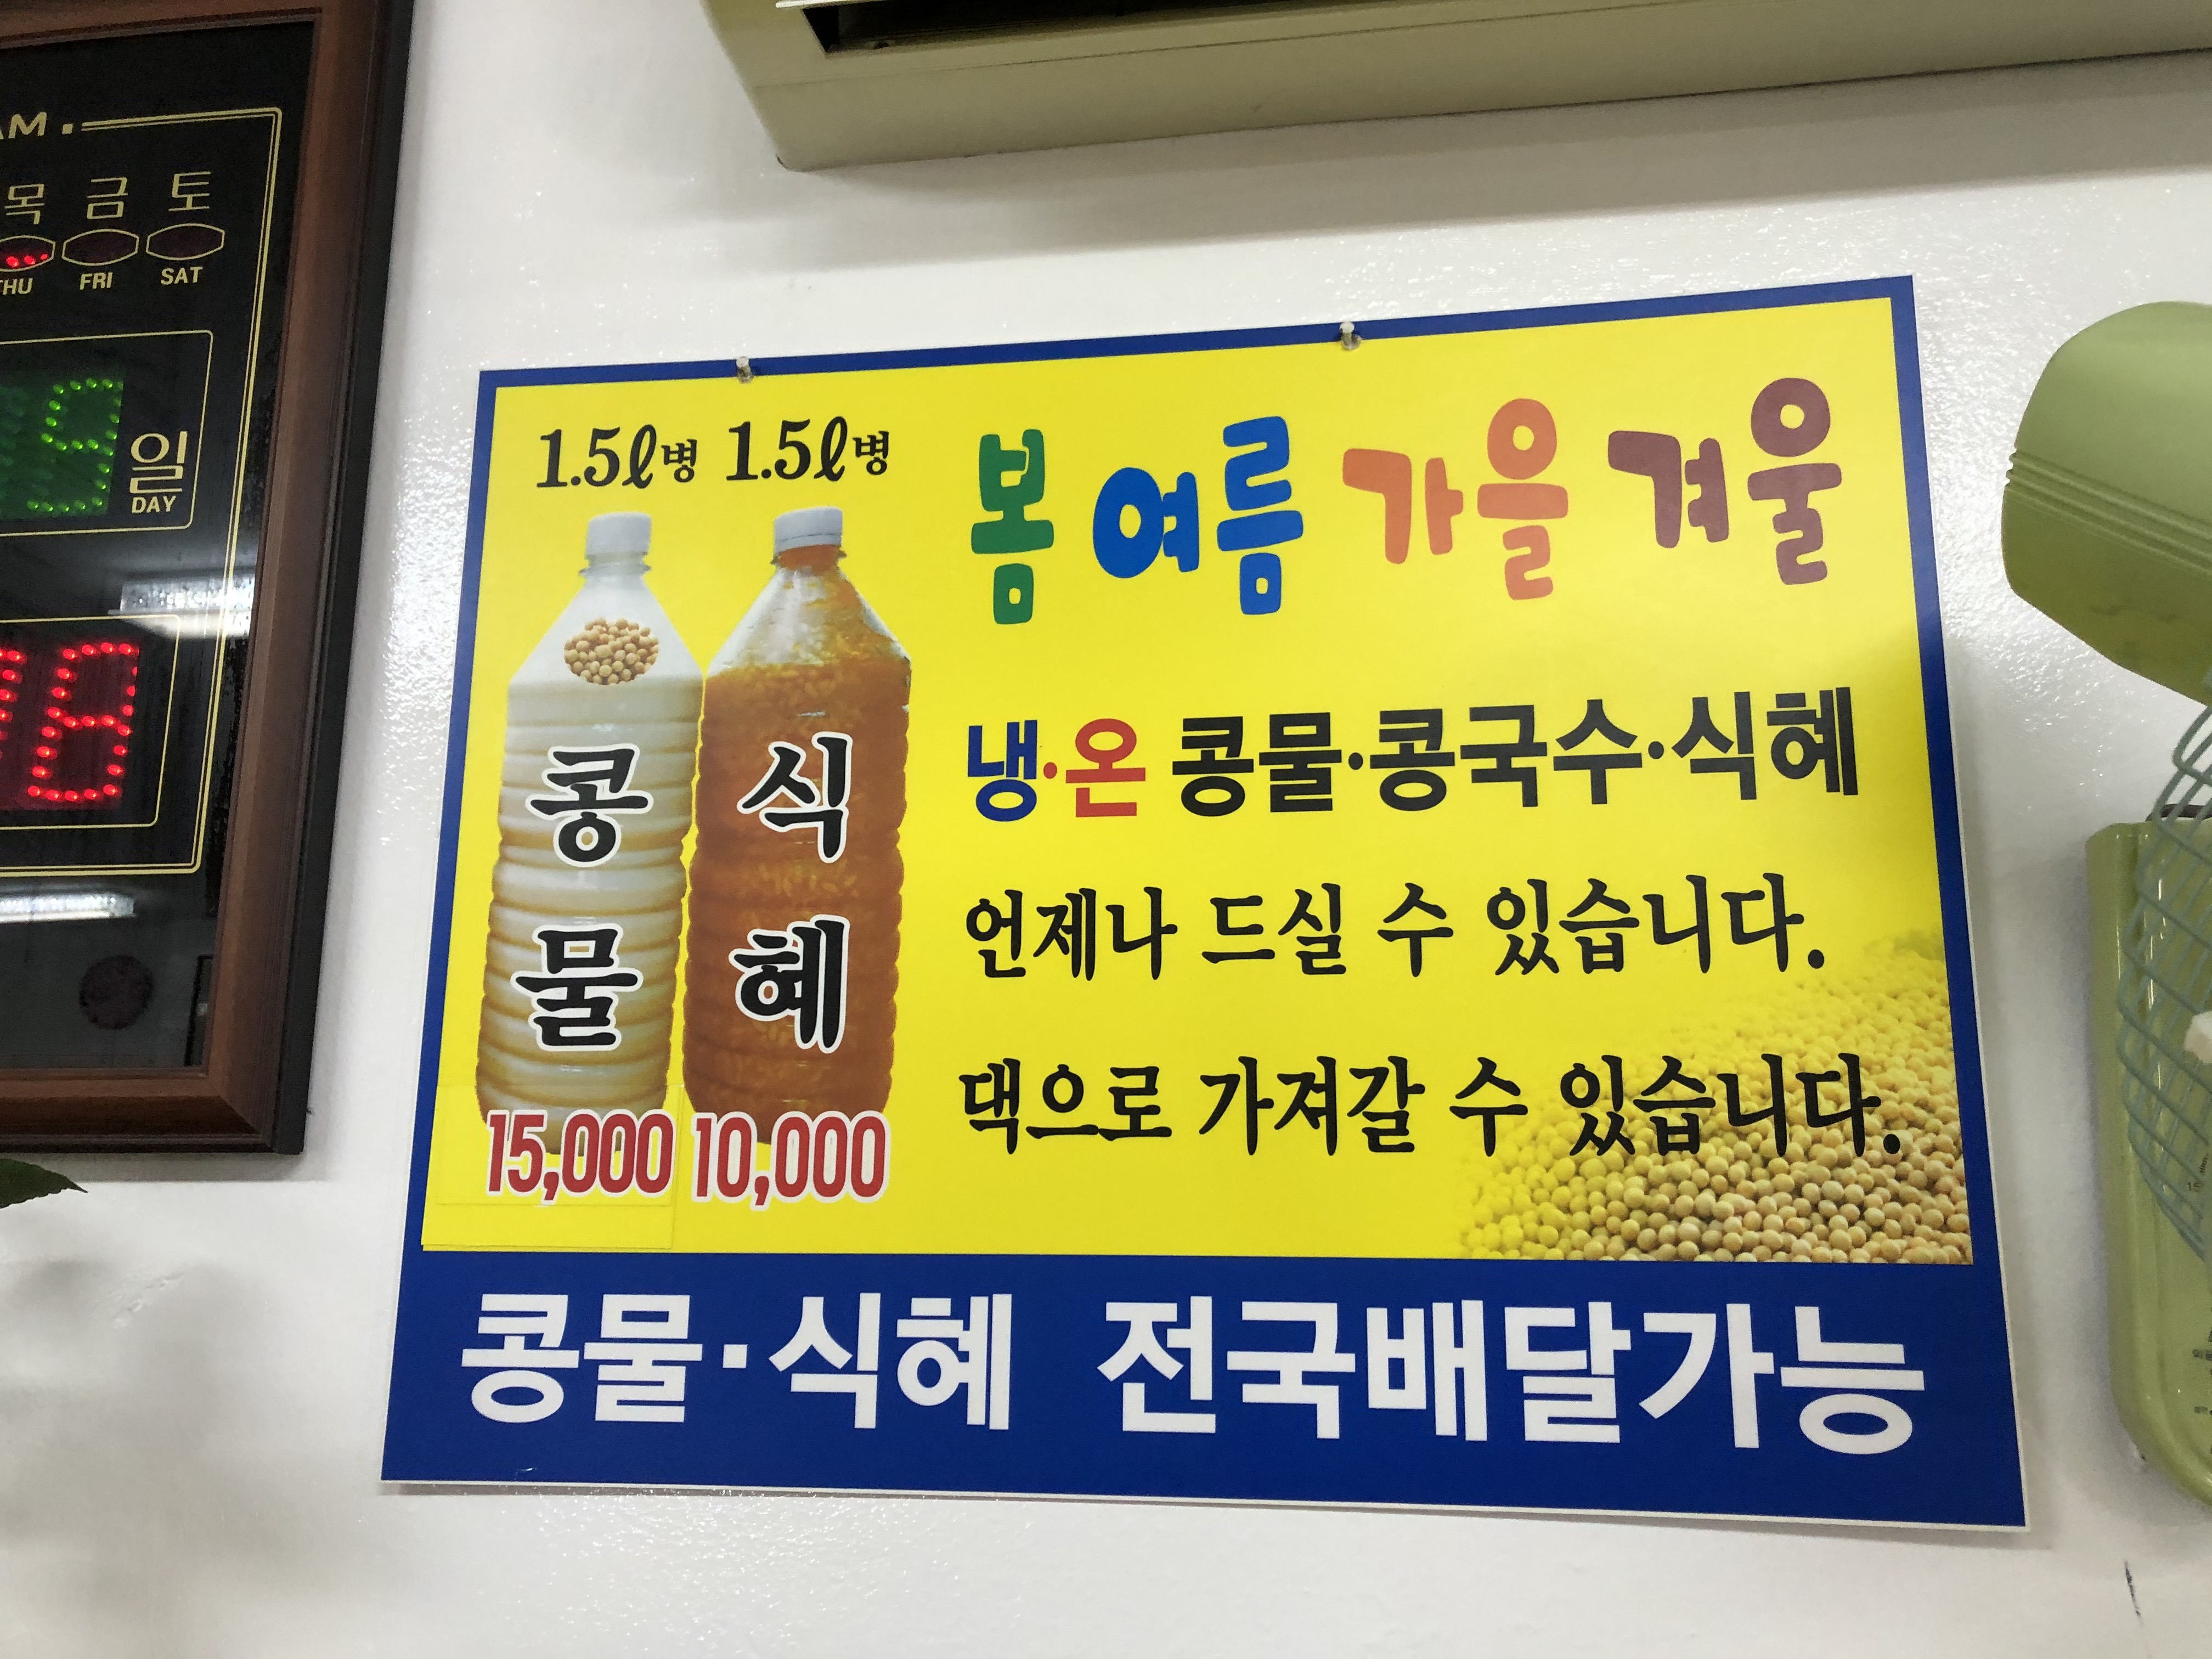 AM
목 금 토
THU FRI SAT
9 일
DAY
8
1.5ℓ병 1.5ℓ병
콩물
식혜
15,000 10,000
봄 여름 가을 겨울
냉·온 콩물·콩국수·식혜
언제나 드실 수 있습니다.
댁으로 가져갈 수 있습니다.
콩물·식혜 전국배달가능